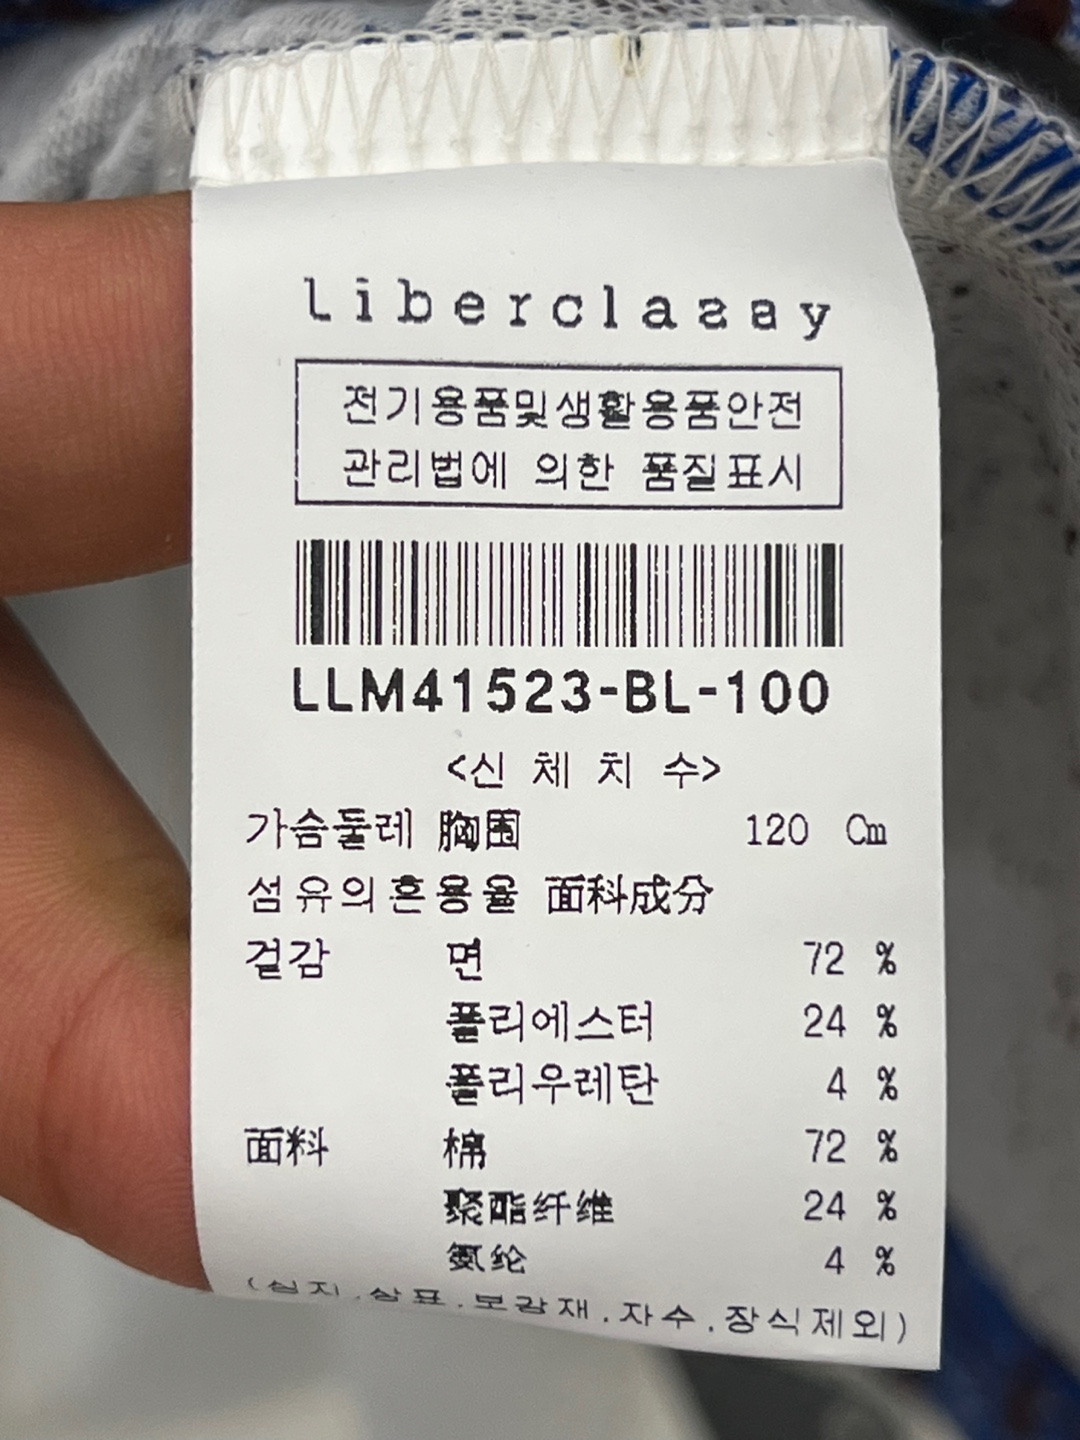 Liberclassy
전기용품및생활용품안전
관리법에 의한 품질표시
LLM41523-BL-100
<신 체 치 수>
가슴둘레 胸围 120 Cm
섬유의혼용율 面科成分
겉감 면 72 %
폴리에스터 24 %
폴리우레탄 4 %
面料 棉 72 %
聚酯纤维 24 %
氨纶 4 %
(심지.상표.보강재.자수.장식제외)